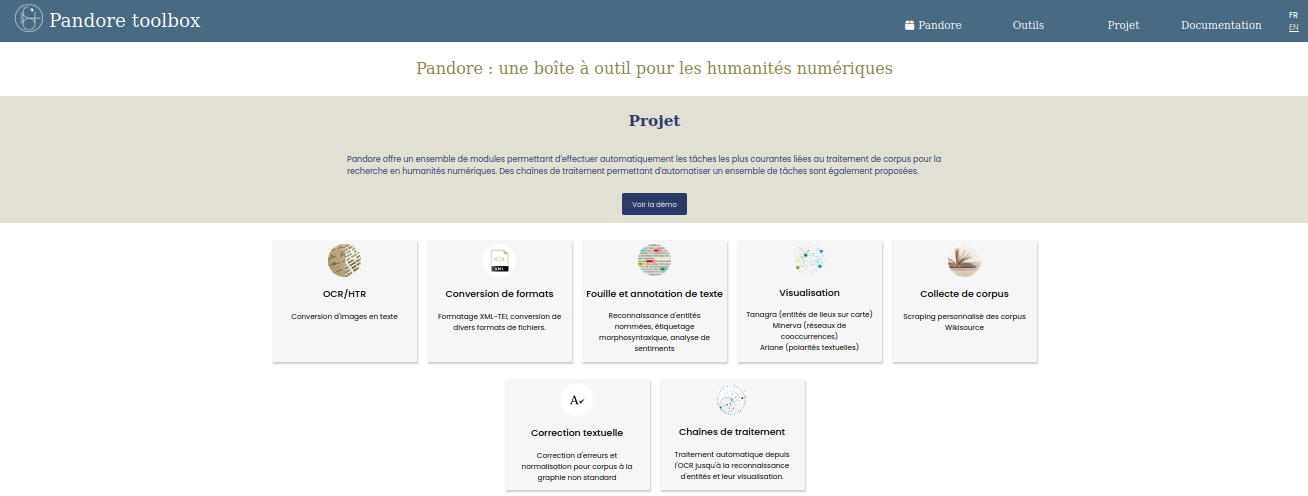 Pandore toolbox
Pandore
Outils
Projet
Documentation
FR
EN
Pandore : une boîte à outil pour les humanités numériques
Projet
Pandore offre un ensemble de modules permettant d'effectuer automatiquement les tâches les plus courantes liées au traitement de corpus pour la
recherche en humanités numériques. Des chaînes de traitement permettant d'automatiser un ensemble de tâches sont également proposées.
Voir la démo
OCR/HTR
Conversion d'images en texte
XML
Conversion de formats
Formatage XML-TEI, conversion de
divers formats de fichiers.
Fouille et annotation de texte
Reconnaissance d'entités
nommées, étiquetage
morphosyntaxique, analyse de
sentiments
Visualisation
Tanagra (entités de lieux sur carte)
Minerva (réseaux de
cooccurrences)
Ariane (polarités textuelles)
Collecte de corpus
Scraping personnalisé des corpus
Wikisource
A
Correction textuelle
Correction d'erreurs et
normalisation pour corpus à la
graphie non standard
Chaînes de traitement
Traitement automatique depuis
l'OCR jusqu'à la reconnaissance
d'entités et leur visualisation.